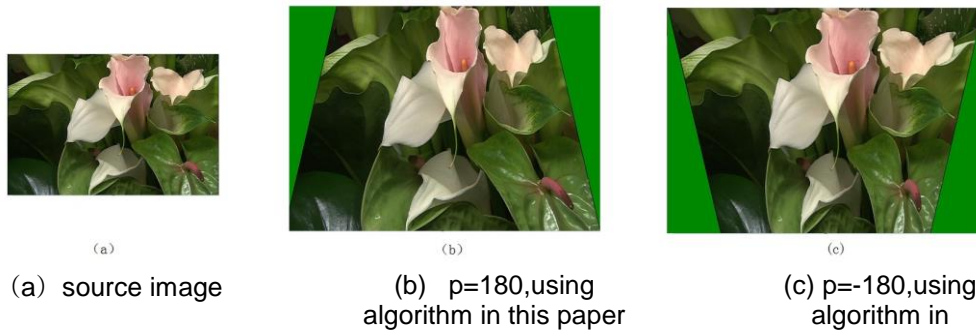 (a)
(b)
(c)
(a) source image
(b) p=180,using
algorithm in this paper
(c) p=-180,using
algorithm in